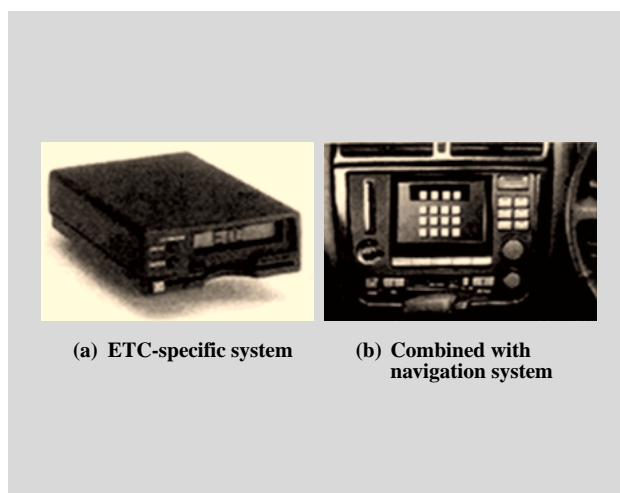 (a) ETC-specific system
(b) Combined with
navigation system